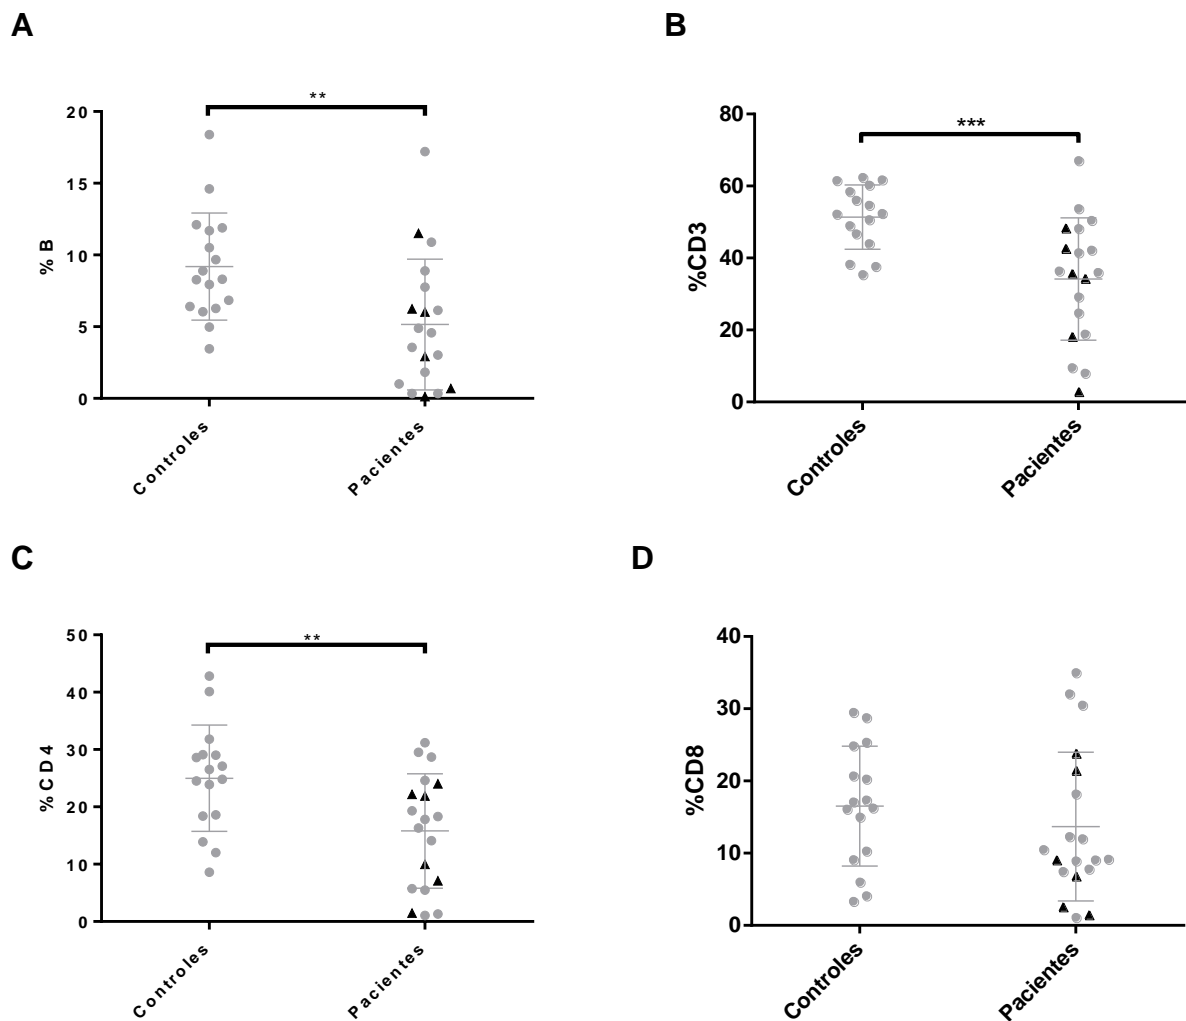 A
**
20
15
10
5
0
% B
Controles
Pacientes
B
***
80
60
40
20
0
%CD3
Controles
Pacientes
C
**
50
40
30
20
10
0
%CD4
Controles
Pacientes
D
40
30
20
10
0
%CD8
Controles
Pacientes